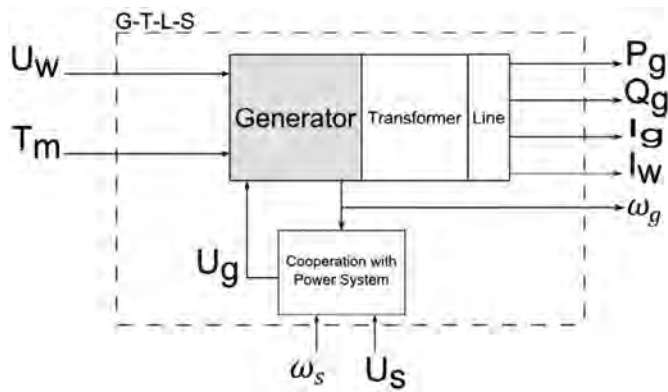 G-T-L-S
Uw
Tm
Generator
Transformer
Line
Pg
Qg
Ig
Iw
ωg
Ug
Cooperation with
Power System
ωs
Us